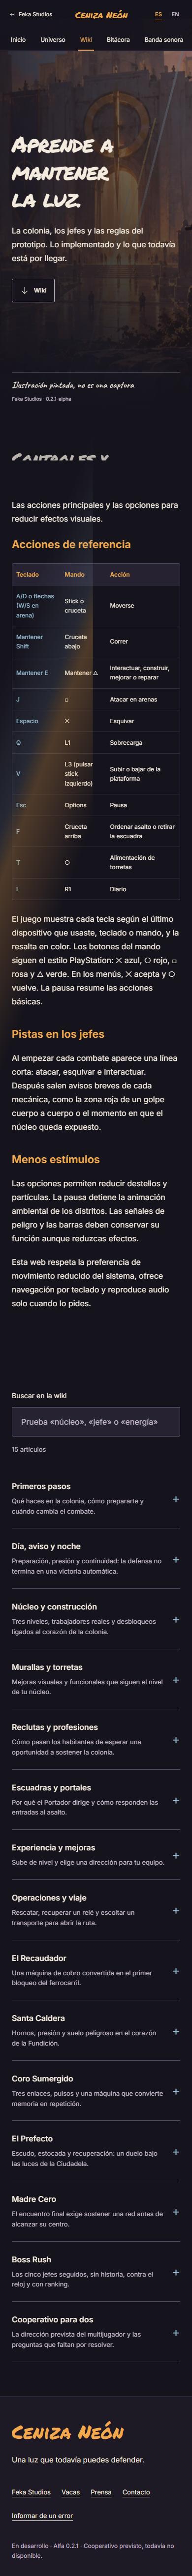 ← Feka Studios
Ceniza Neón
ES EN
Inicio Universo Wiki Bitácora Banda sonora
Aprende a
mantener
la luz.
La colonia, los jefes y las reglas del
prototipo. Lo implementado y lo que todavía
está por llegar.
↓ Wiki
Ilustración pintada, no es una captura
Feka Studios · 0.2.1-alpha
Controles y
Las acciones principales y las opciones para
reducir efectos visuales.
Acciones de referencia
Teclado Mando Acción
A/D o flechas (W/S en arena) Stick o cruceta Moverse
Mantener Shift Cruceta abajo Correr
Mantener E Mantener △ Interactuar, construir, mejorar o reparar
J □ Atacar en arenas
Espacio ✕ Esquivar
Q L1 Sobrecarga
V L3 (pulsar stick izquierdo) Subir o bajar de la plataforma
Esc Options Pausa
F Cruceta arriba Ordenar asalto o retirar la escuadra
T ○ Alimentación de torretas
L R1 Diario
El juego muestra cada tecla según el último
dispositivo que usaste, teclado o mando, y la
resalta en color. Los botones del mando
siguen el estilo PlayStation: ✕ azul, ○ rojo, □
rosa y △ verde. En los menús, ✕ acepta y ○
vuelve. La pausa resume las acciones
básicas.
Pistas en los jefes
Al empezar cada combate aparece una línea
corta: atacar, esquivar e interactuar.
Después salen avisos breves de cada
mecánica, como la zona roja de un golpe
cuerpo a cuerpo o el momento en que el
núcleo queda expuesto.
Menos estímulos
Las opciones permiten reducir destellos y
partículas. La pausa detiene la animación
ambiental de los distritos. Las señales de
peligro y las barras deben conservar su
función aunque reduzcas efectos.
Esta web respeta la preferencia de
movimiento reducido del sistema, ofrece
navegación por teclado y reproduce audio
solo cuando lo pides.
Buscar en la wiki
Prueba «núcleo», «jefe» o «energía»
15 artículos
Primeros pasos
Qué haces en la colonia, cómo prepararte y
cuándo cambia el combate.
Día, aviso y noche
Preparación, presión y continuidad: la defensa no
termina en una victoria automática.
Núcleo y construcción
Tres niveles, trabajadores reales y desbloqueos
ligados al corazón de la colonia.
Murallas y torretas
Mejoras visuales y funcionales que siguen el nivel
de tu núcleo.
Reclutas y profesiones
Cómo pasan los habitantes de esperar una
oportunidad a sostener la colonia.
Escuadras y portales
Por qué el Portador dirige y cómo responden las
entradas al asalto.
Experiencia y mejoras
Sube de nivel y elige una dirección para tu equipo.
Operaciones y viaje
Rescatar, recuperar un relé y escoltar un
transporte para abrir la ruta.
El Recaudador
Una máquina de cobro convertida en el primer
bloqueo del ferrocarril.
Santa Caldera
Hornos, presión y suelo peligroso en el corazón
de la Fundición.
Coro Sumergido
Tres enlaces, pulsos y una máquina que convierte
memoria en repetición.
El Prefecto
Escudo, estocada y recuperación: un duelo bajo
las luces de la Ciudadela.
Madre Cero
El encuentro final exige sostener una red antes de
alcanzar su centro.
Boss Rush
Los cinco jefes seguidos, sin historia, contra el
reloj y con ranking.
Cooperativo para dos
La dirección prevista del multijugador y las
preguntas que faltan por resolver.
Ceniza Neón
Una luz que todavía puedes defender.
Feka Studios Vacas Prensa Contacto
Informar de un error
En desarrollo · Alfa 0.2.1 · Cooperativo previsto, todavía no
disponible.